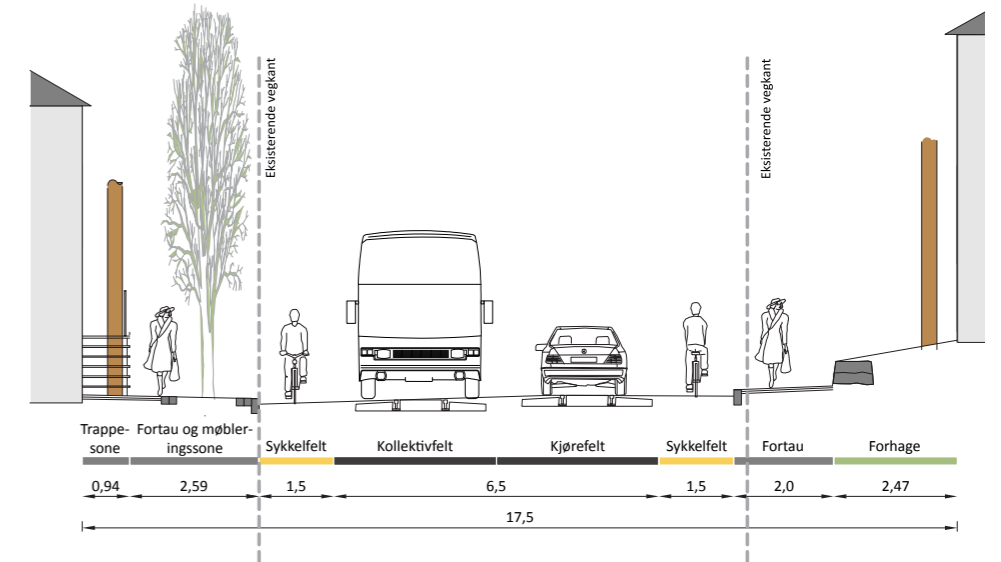 Eksisterende vegkant
Eksisterende vegkant
Trappe-
sone
Fortau og møbler-
ingssone
Sykkelfelt
Kollektivfelt
Kjørefelt
Sykkelfelt
Fortau
Forhage
0,94
2,59
1,5
6,5
1,5
2,0
2,47
17,5